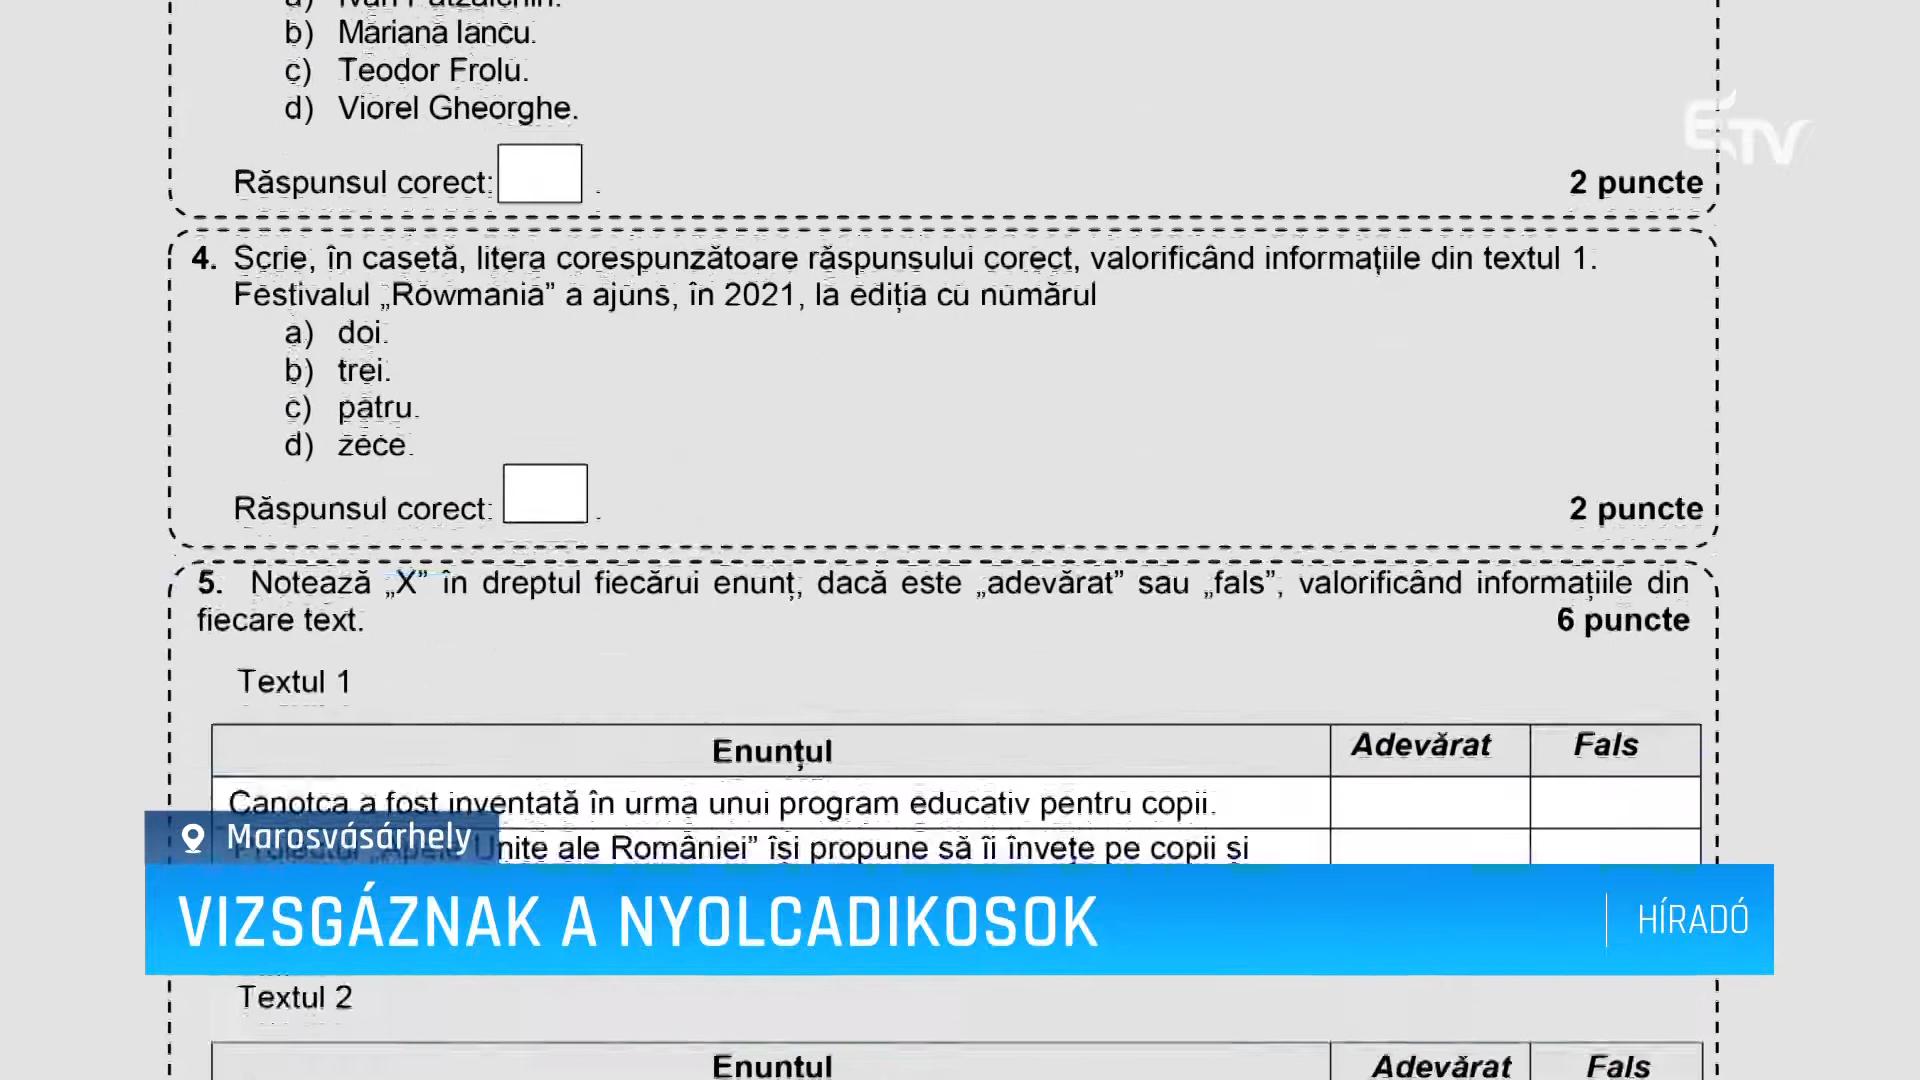 b) Mariana Iancu.
c) Teodor Frolu.
d) Viorel Gheorghe.
ETV
Răspunsul corect: .
2 puncte
4. Scrie, în casetă, litera corespunzătoare răspunsului corect, valorificând informațiile din textul 1.
Festivalul „Rowmania” a ajuns, în 2021, la ediția cu numărul
a) doi.
b) trei.
c) patru.
d) zece.
Răspunsul corect: .
2 puncte
5. Notează „X” în dreptul fiecărui enunț, dacă este „adevărat” sau „fals”, valorificând informațiile din
fiecare text.
6 puncte
Textul 1
Enunțul Adevărat Fals
Canotca a fost inventată în urma unui program educativ pentru copii.
Unite ale României” își propune să îi învețe pe copii și
Marosvásárhely
VIZSGÁZNAK A NYOLCADIKOSOK
HÍRADÓ
Textul 2
Enunțul Adevărat Fals